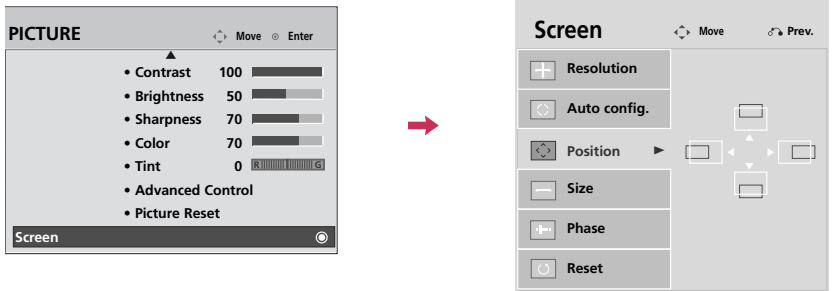 PICTURE
Move
Enter
• Contrast 100
• Brightness 50
• Sharpness 70
• Color 70
• Tint 0 R G
• Advanced Control
• Picture Reset
Screen
Screen
Move
Prev.
Resolution
Auto config.
Position
Size
Phase
Reset